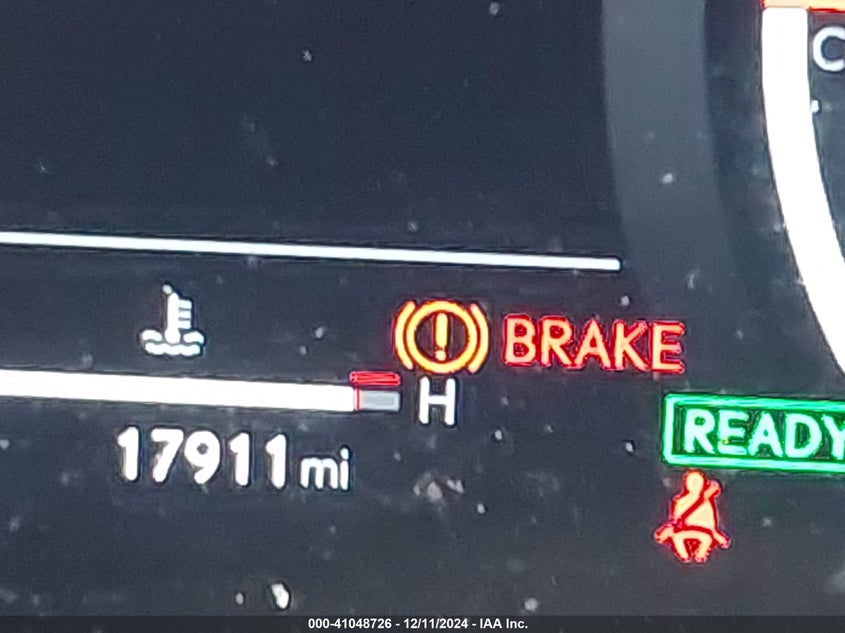 C
BRAKE
H
READY
17911 mi
000-41048726 - 12/11/2024 - IAA Inc.